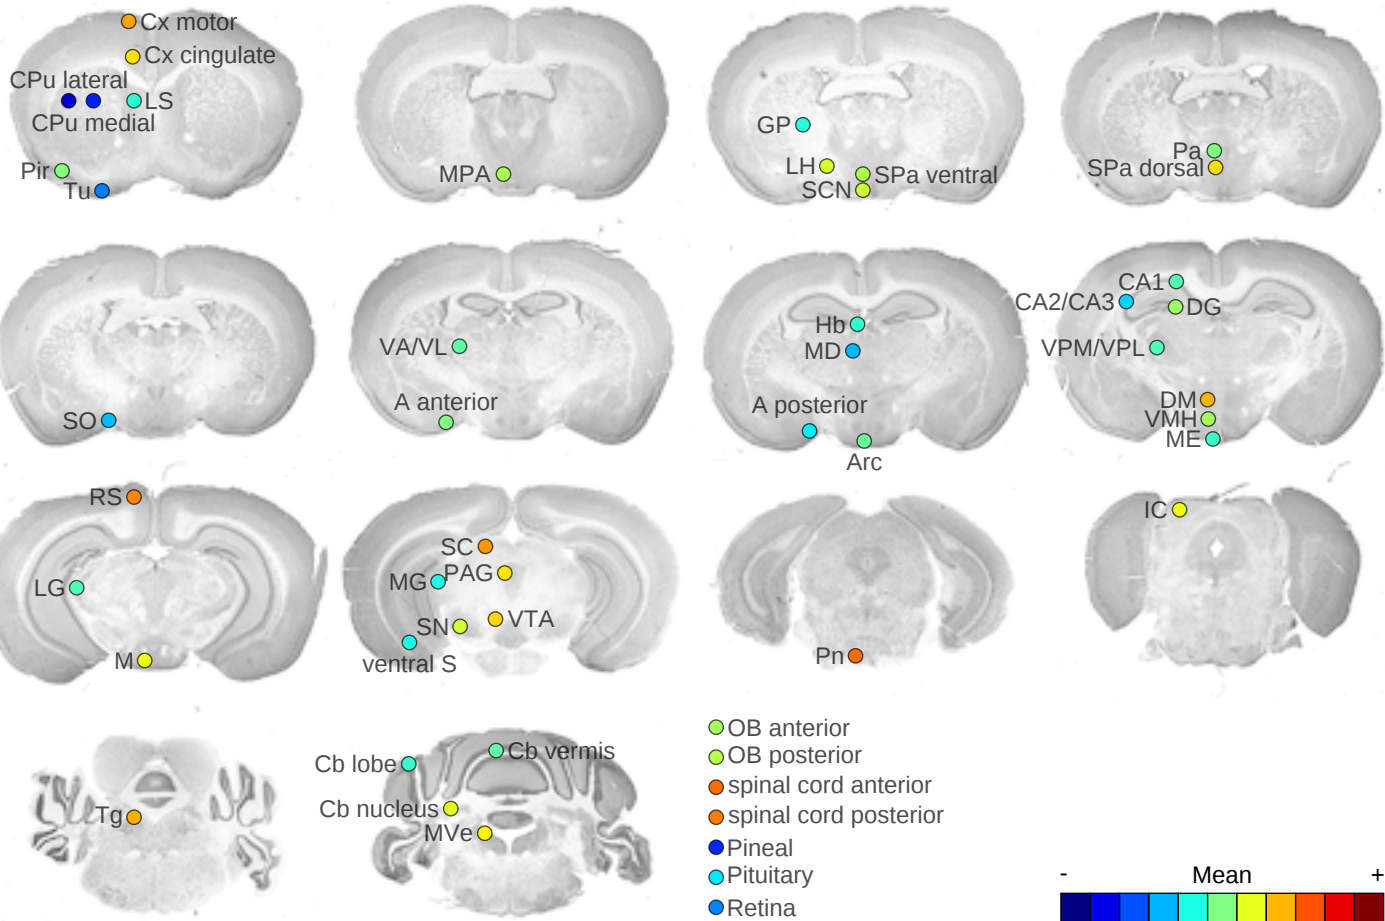 Cx motor
Cx cingulate
CPu lateral
LS
CPu medial
Pir
Tu
MPA
GP
LH
SPa ventral
SCN
Pa
SPa dorsal
SO
VA/VL
A anterior
Hb
MD
A posterior
Arc
CA1
CA2/CA3
DG
VPM/VPL
DM
VMH
ME
RS
LG
M
SC
MG
PAG
SN
VTA
ventral S
Pn
IC
Tg
Cb lobe
Cb vermis
Cb nucleus
MVe
OB anterior
OB posterior
spinal cord anterior
spinal cord posterior
Pineal
Pituitary
Retina
- Mean +